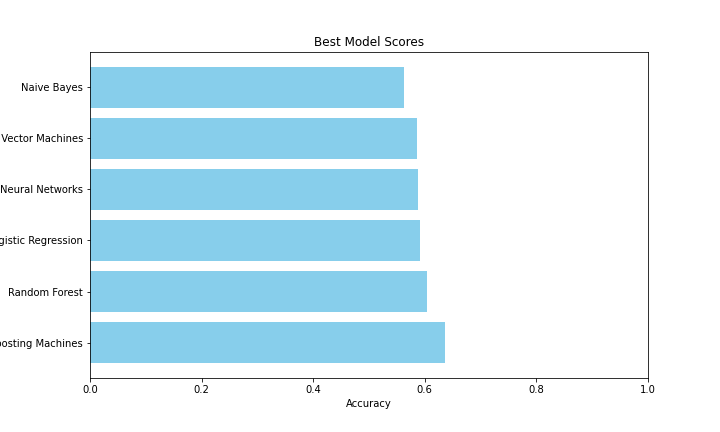 Best Model Scores
Naive Bayes
Vector Machines
Neural Networks
gistic Regression
Random Forest
osting Machines
0.0 0.2 0.4 0.6 0.8 1.0
Accuracy